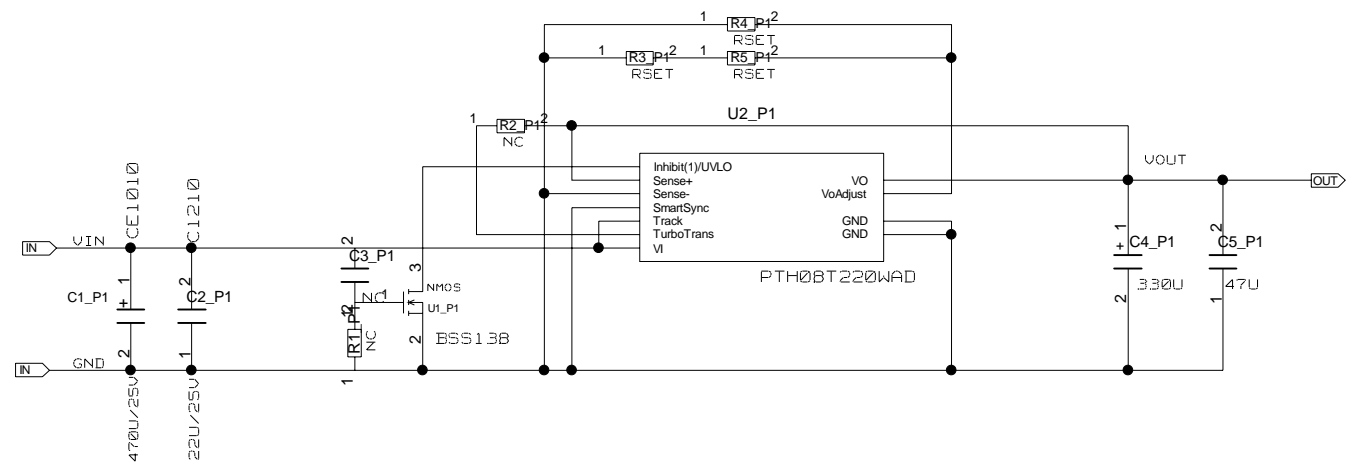 1 R4_P1 2
RSET
1 R3_P1 2 1 R5_P1 2
RSET RSET
U2_P1
1 R2_P1 2
NC
Inhibit(1)/UVLO
Sense+
Sense-
SmartSync
Track
TurboTrans
VI
VO
VoAdjust
GND
GND
PTH08T220WAD
VOUT
OUT
IN VIN
CE1010
C1210
C1_P1
+ 1
2
470U/25V
C2_P1
2
1
22U/25V
2
C3_P1
NC
1
2
R1_P1
NC
1
3
NMOS
1
U1_P1
2
BSS138
1
+ C4_P1
330U
2
2
C5_P1
47U
1
IN GND